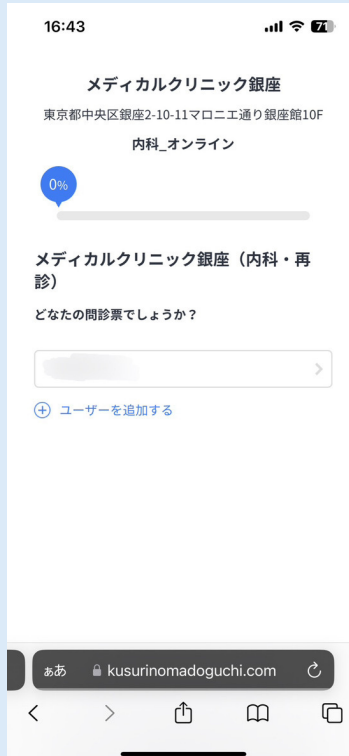 16:43
71
メディカルクリニック銀座
東京都中央区銀座2-10-11マロニエ通り銀座館10F
内科_オンライン
0%
メディカルクリニック銀座（内科・再
診）
どなたの問診票でしょうか？
ユーザーを追加する
ぁあ kusurinomadoguchi.com